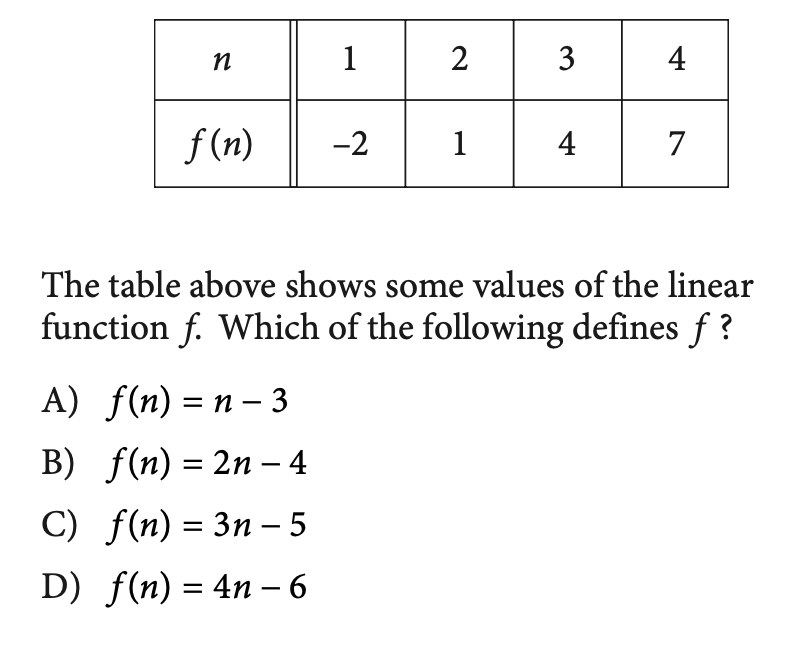 n 1 2 3 4
f(n) –2 1 4 7
The table above shows some values of the linear
function f. Which of the following defines f ?
A) f(n) = n – 3
B) f(n) = 2n – 4
C) f(n) = 3n – 5
D) f(n) = 4n – 6